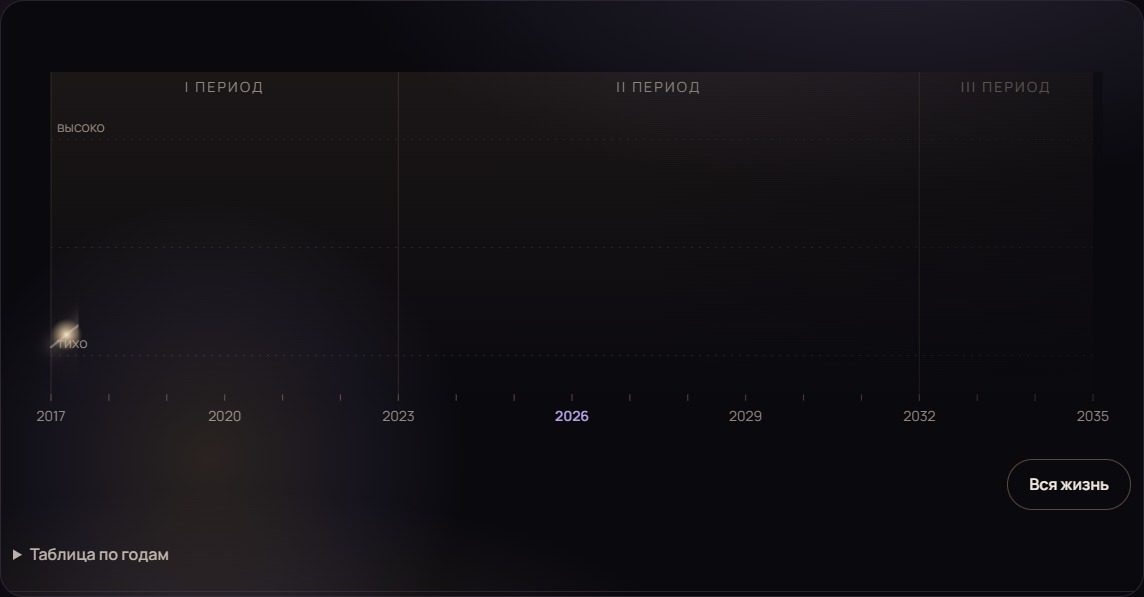 I ПЕРИОД
II ПЕРИОД
III ПЕРИОД
высоко
тихо
2017
2020
2023
2026
2029
2032
2035
Вся жизнь
Таблица по годам